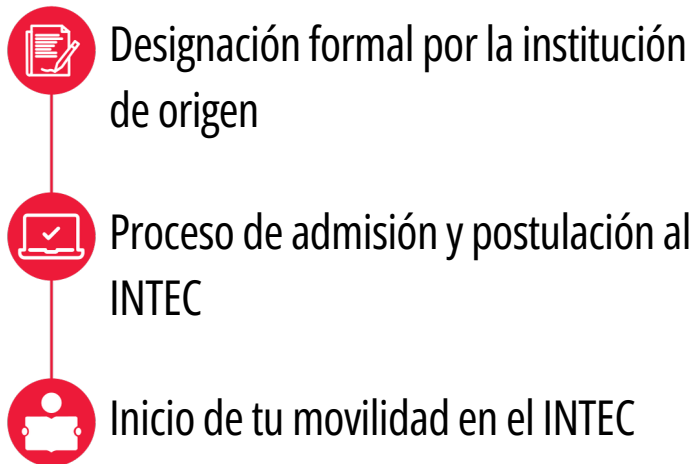 Designación formal por la institución
de origen
Proceso de admisión y postulación al
INTEC
Inicio de tu movilidad en el INTEC